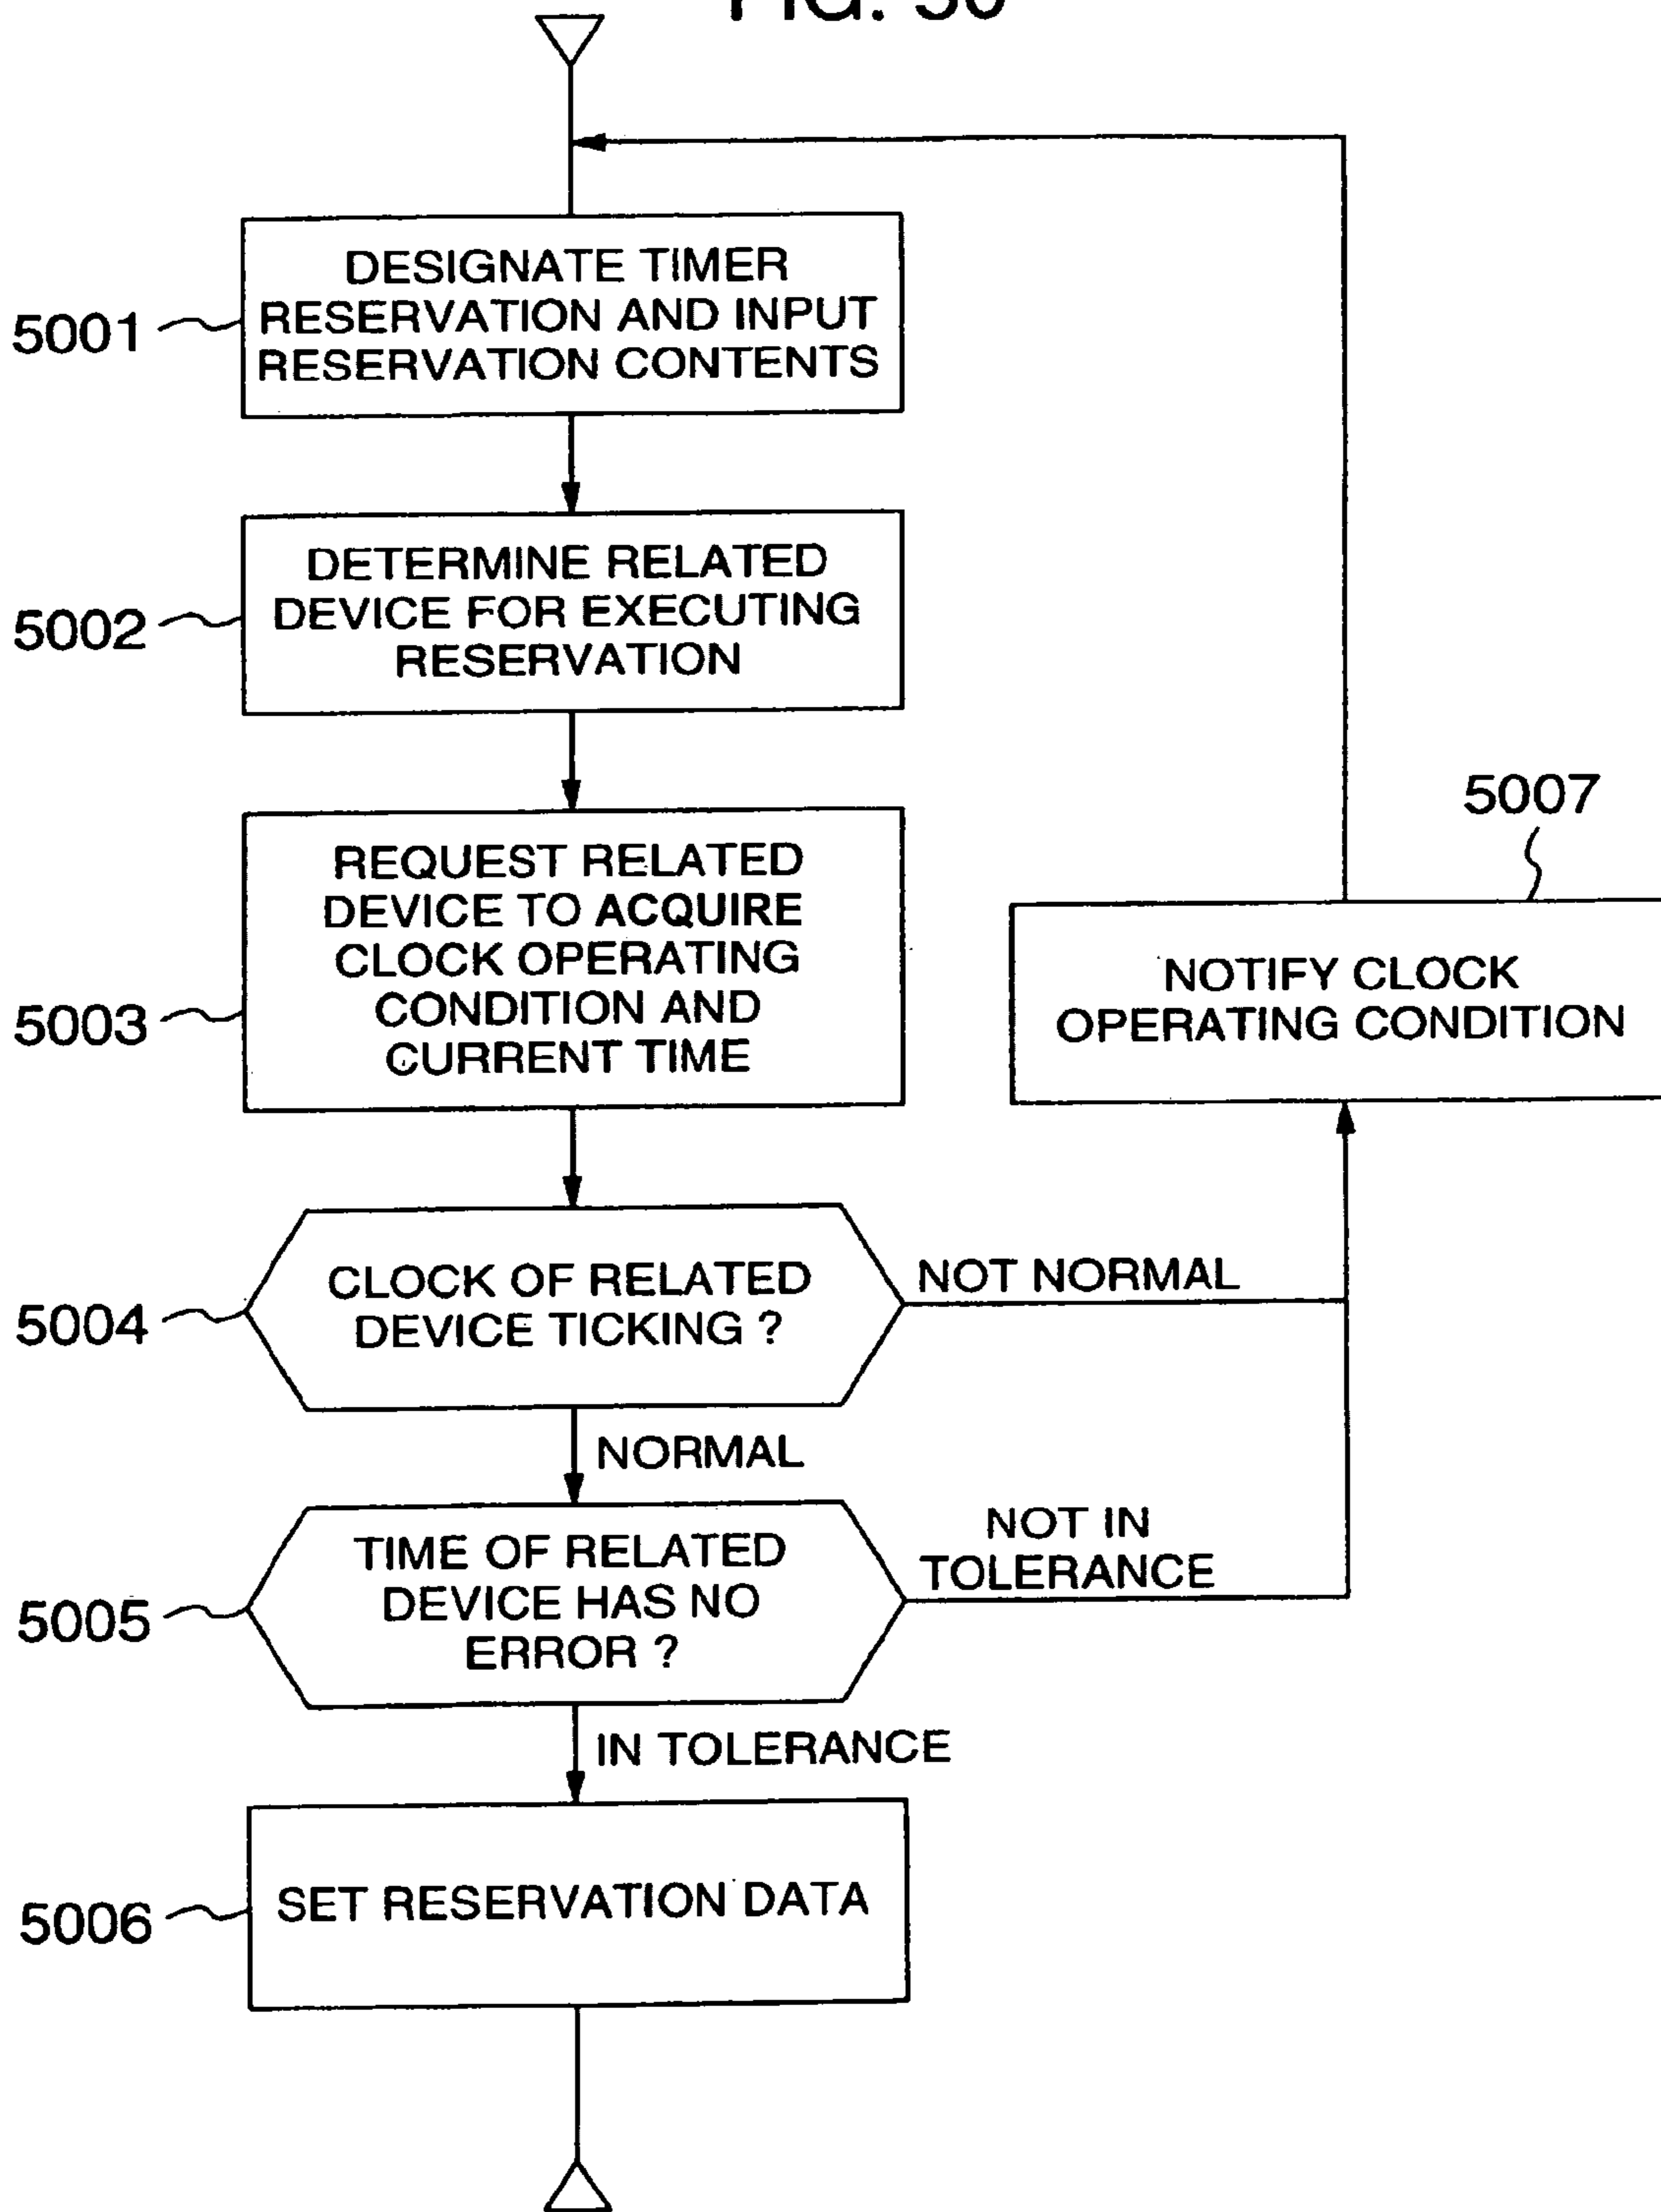 FIG. 50
DESIGNATE TIMER
RESERVATION AND INPUT
RESERVATION CONTENTS
5001
DETERMINE RELATED
DEVICE FOR EXECUTING
RESERVATION
5002
REQUEST RELATED
DEVICE TO ACQUIRE
CLOCK OPERATING
CONDITION AND
CURRENT TIME
5003
5007
NOTIFY CLOCK
OPERATING CONDITION
CLOCK OF RELATED
DEVICE TICKING ?
5004
NOT NORMAL
NORMAL
TIME OF RELATED
DEVICE HAS NO
ERROR ?
5005
NOT IN
TOLERANCE
IN TOLERANCE
SET RESERVATION DATA
5006